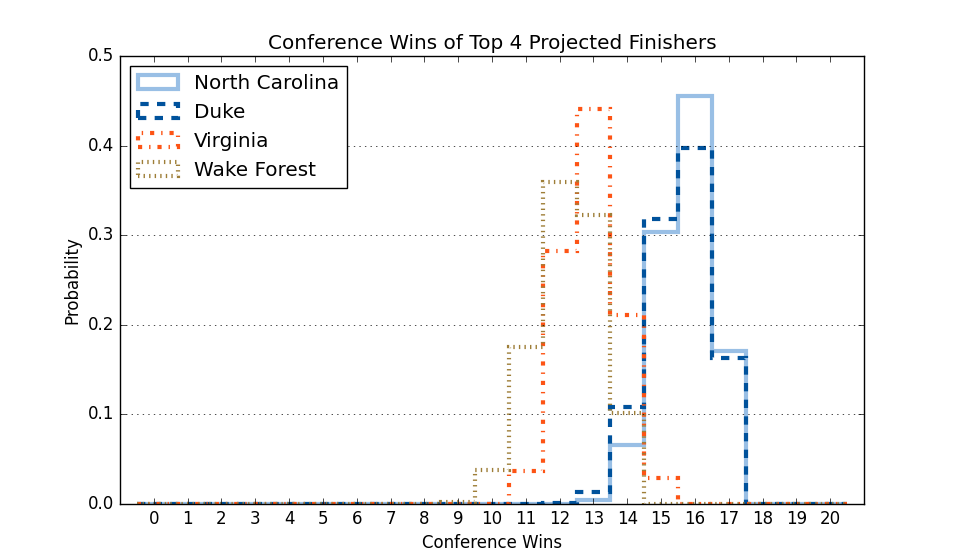 Conference Wins of Top 4 Projected Finishers
0.5
0.4
0.3
0.2
0.1
0.0
Probability
North Carolina
Duke
Virginia
Wake Forest
0 1 2 3 4 5 6 7 8 9 10 11 12 13 14 15 16 17 18 19 20
Conference Wins